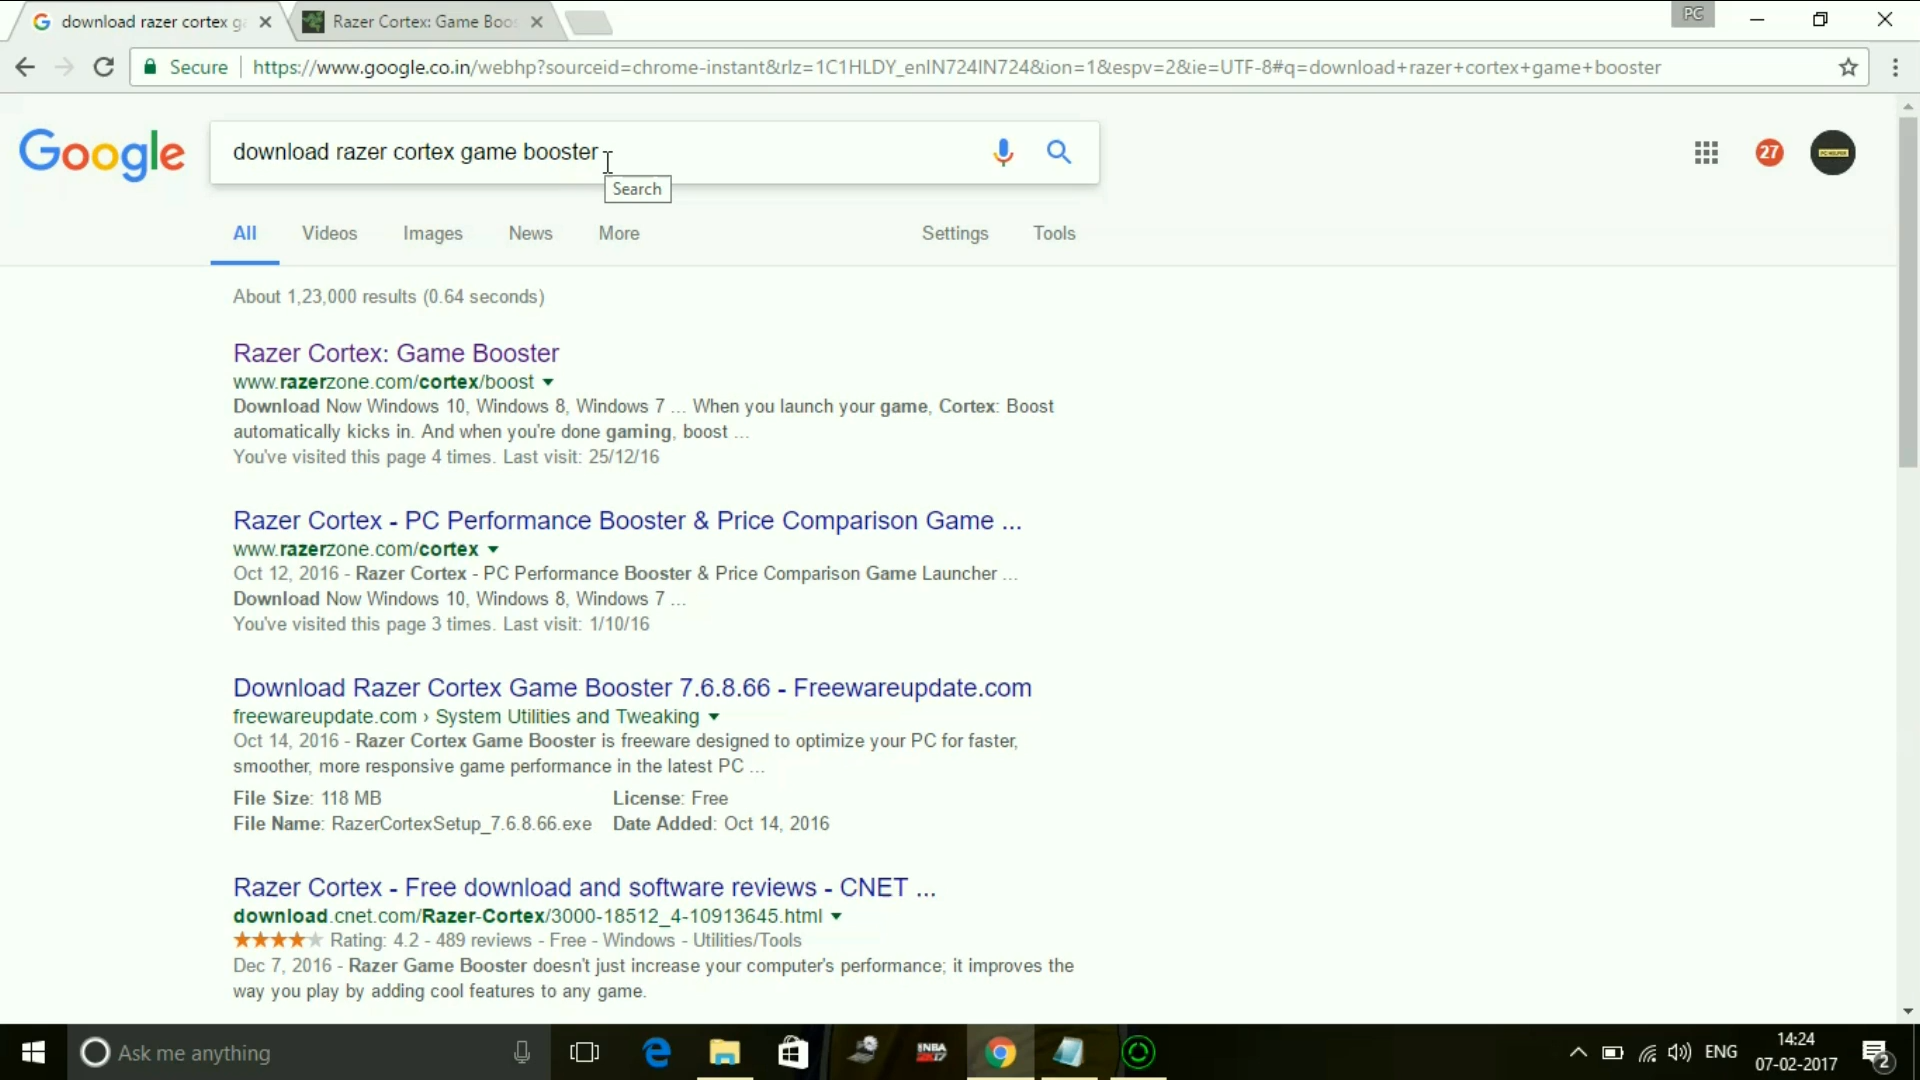 download razer cortex ga
Razer Cortex: Game Boo
PC
Secure
https://www.google.co.in/webhp?sourceid=chrome-instant&rlz=1C1HLDY_enIN724IN724&ion=1&espv=2&ie=UTF-8#q=download+razer+cortex+game+booster
Google
download razer cortex game booster
27
Search
All
Videos
Images
News
More
Settings
Tools
About 1,23,000 results (0.64 seconds)
Razer Cortex: Game Booster
www.razerzone.com/cortex/boost
Download Now Windows 10, Windows 8, Windows 7 ... When you launch your game, Cortex: Boost
automatically kicks in. And when you're done gaming, boost ...
You've visited this page 4 times. Last visit: 25/12/16
Razer Cortex - PC Performance Booster & Price Comparison Game ...
www.razerzone.com/cortex
Oct 12, 2016 - Razer Cortex - PC Performance Booster & Price Comparison Game Launcher ...
Download Now Windows 10, Windows 8, Windows 7 ...
You've visited this page 3 times. Last visit: 1/10/16
Download Razer Cortex Game Booster 7.6.8.66 - Freewareupdate.com
freewareupdate.com › System Utilities and Tweaking
Oct 14, 2016 - Razer Cortex Game Booster is freeware designed to optimize your PC for faster,
smoother, more responsive game performance in the latest PC ...
File Size: 118 MB
License: Free
File Name: RazerCortexSetup_7.6.8.66.exe
Date Added: Oct 14, 2016
Razer Cortex - Free download and software reviews - CNET ...
download.cnet.com/Razer-Cortex/3000-18512_4-10913645.html
Rating: 4.2 - 489 reviews - Free - Windows - Utilities/Tools
Dec 7, 2016 - Razer Game Booster doesn't just increase your computer's performance; it improves the
way you play by adding cool features to any game.
Ask me anything
NBA
2K17
ENG
14:24
07-02-2017
2